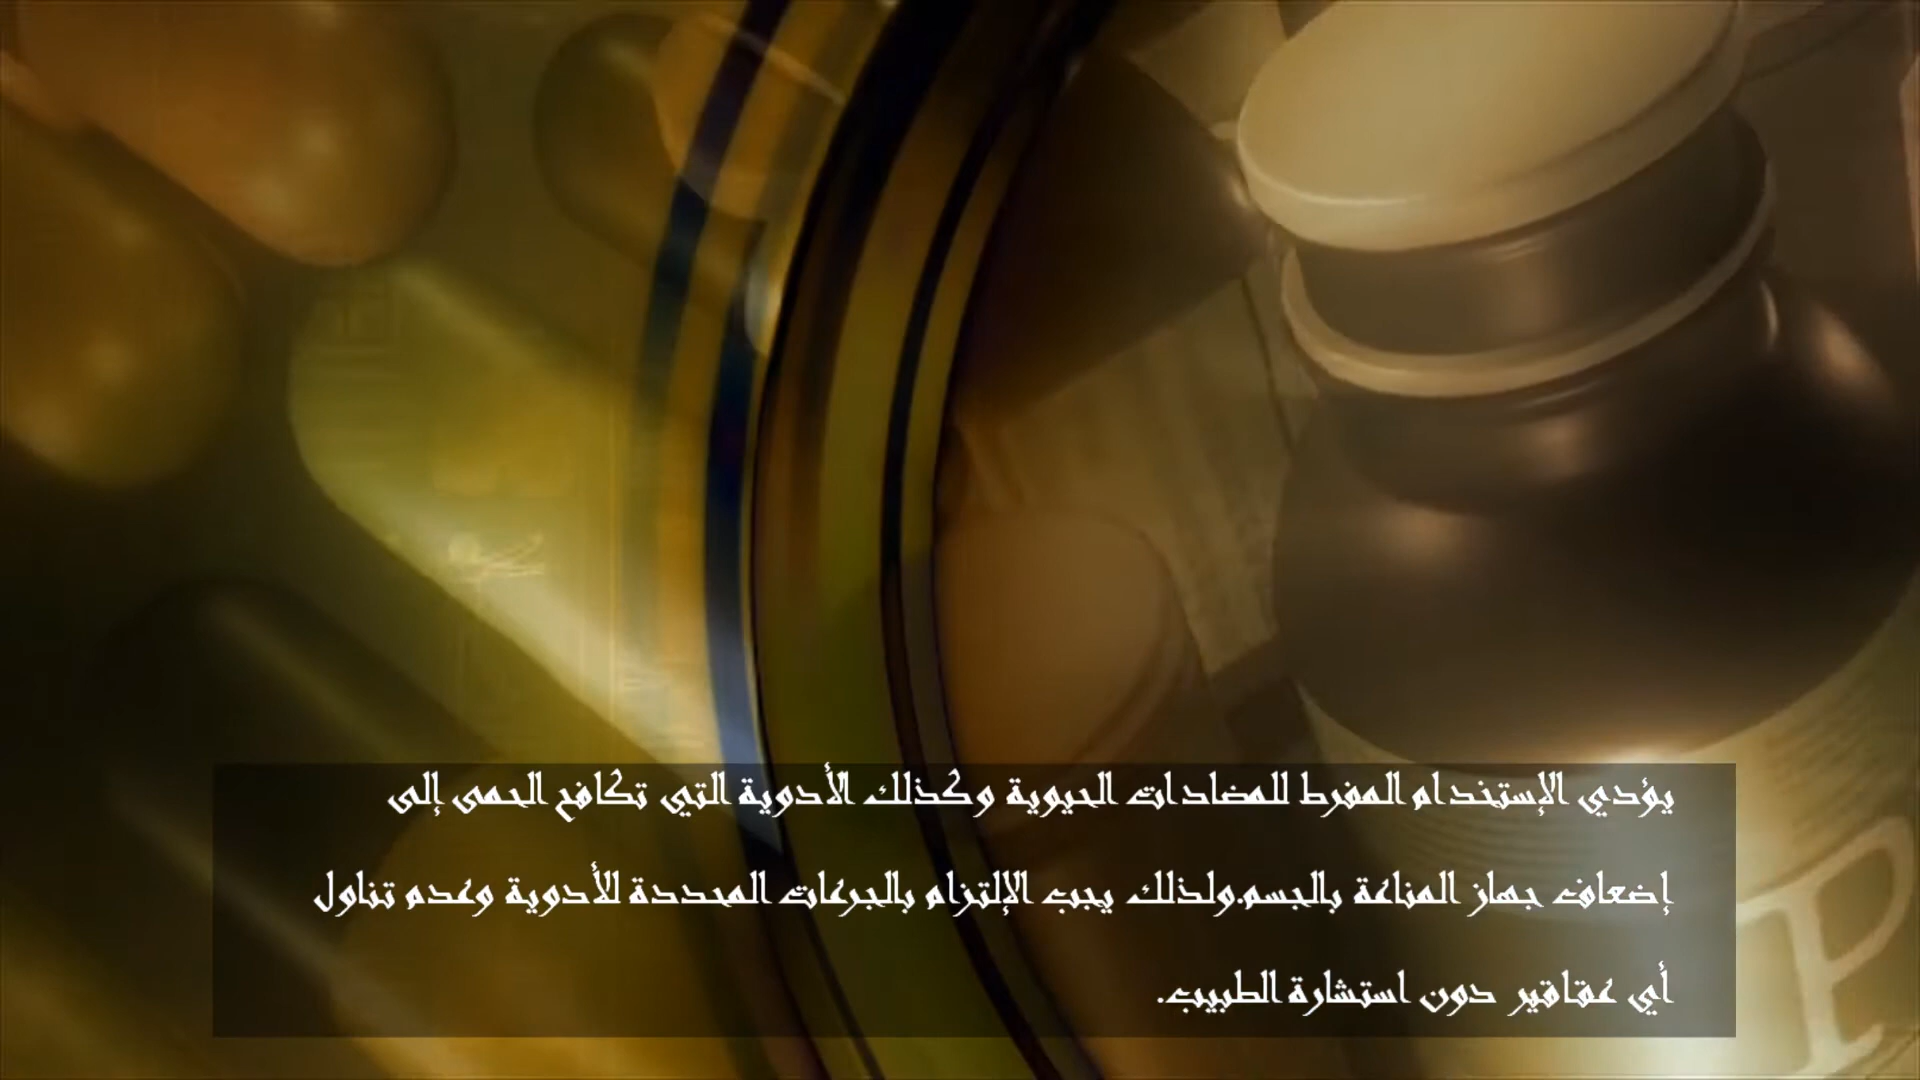 يؤدي الإستخدام المفرط للمضادات الحيوية وكذلك الأدوية التي تكافح الحمى إلى
إضعاف جهاز المناعة بالجسم.ولذلك يجب الإلتزام بالجرعات المحددة للأدوية وعدم تناول
أي عقاقير دون استشارة الطبيب.
P